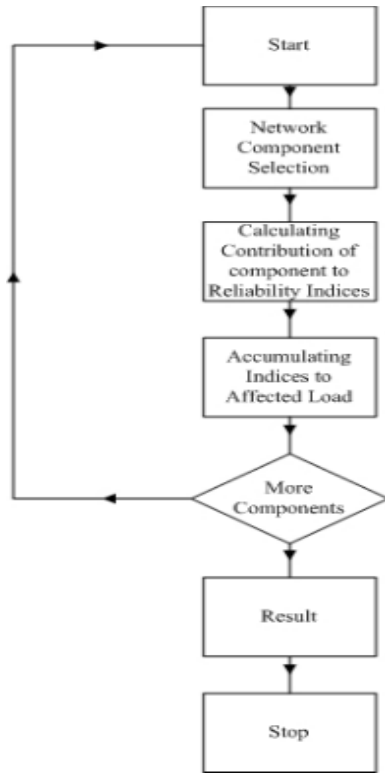 Start
Network
Component
Selection
Calculating
Contribution of
component to
Reliability Indices
Accumulating
Indices to
Affected Load
More
Components
Result
Stop